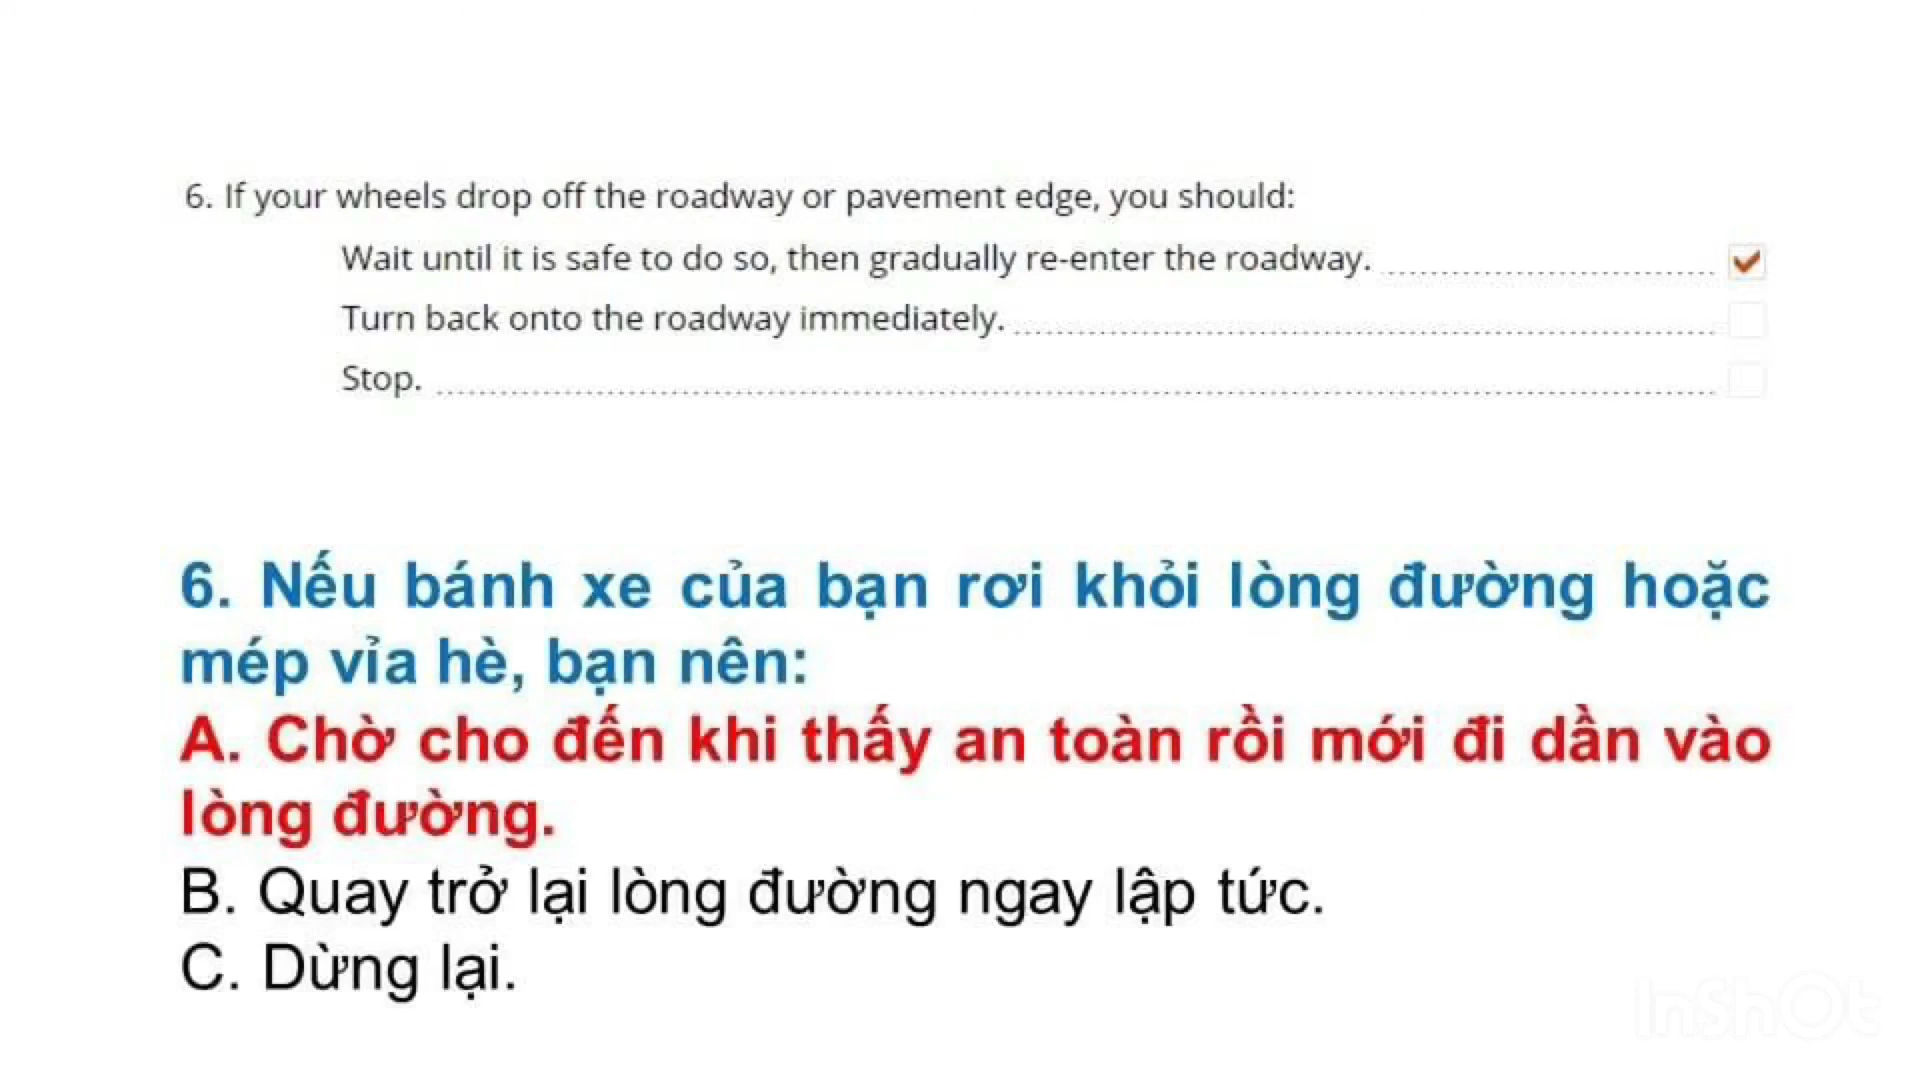 6. If your wheels drop off the roadway or pavement edge, you should:
Wait until it is safe to do so, then gradually re-enter the roadway.
Turn back onto the roadway immediately.
Stop.
6. Nếu bánh xe của bạn rơi khỏi lòng đường hoặc
mép vỉa hè, bạn nên:
A. Chờ cho đến khi thấy an toàn rồi mới đi dần vào
lòng đường.
B. Quay trở lại lòng đường ngay lập tức.
C. Dừng lại.
InShOt